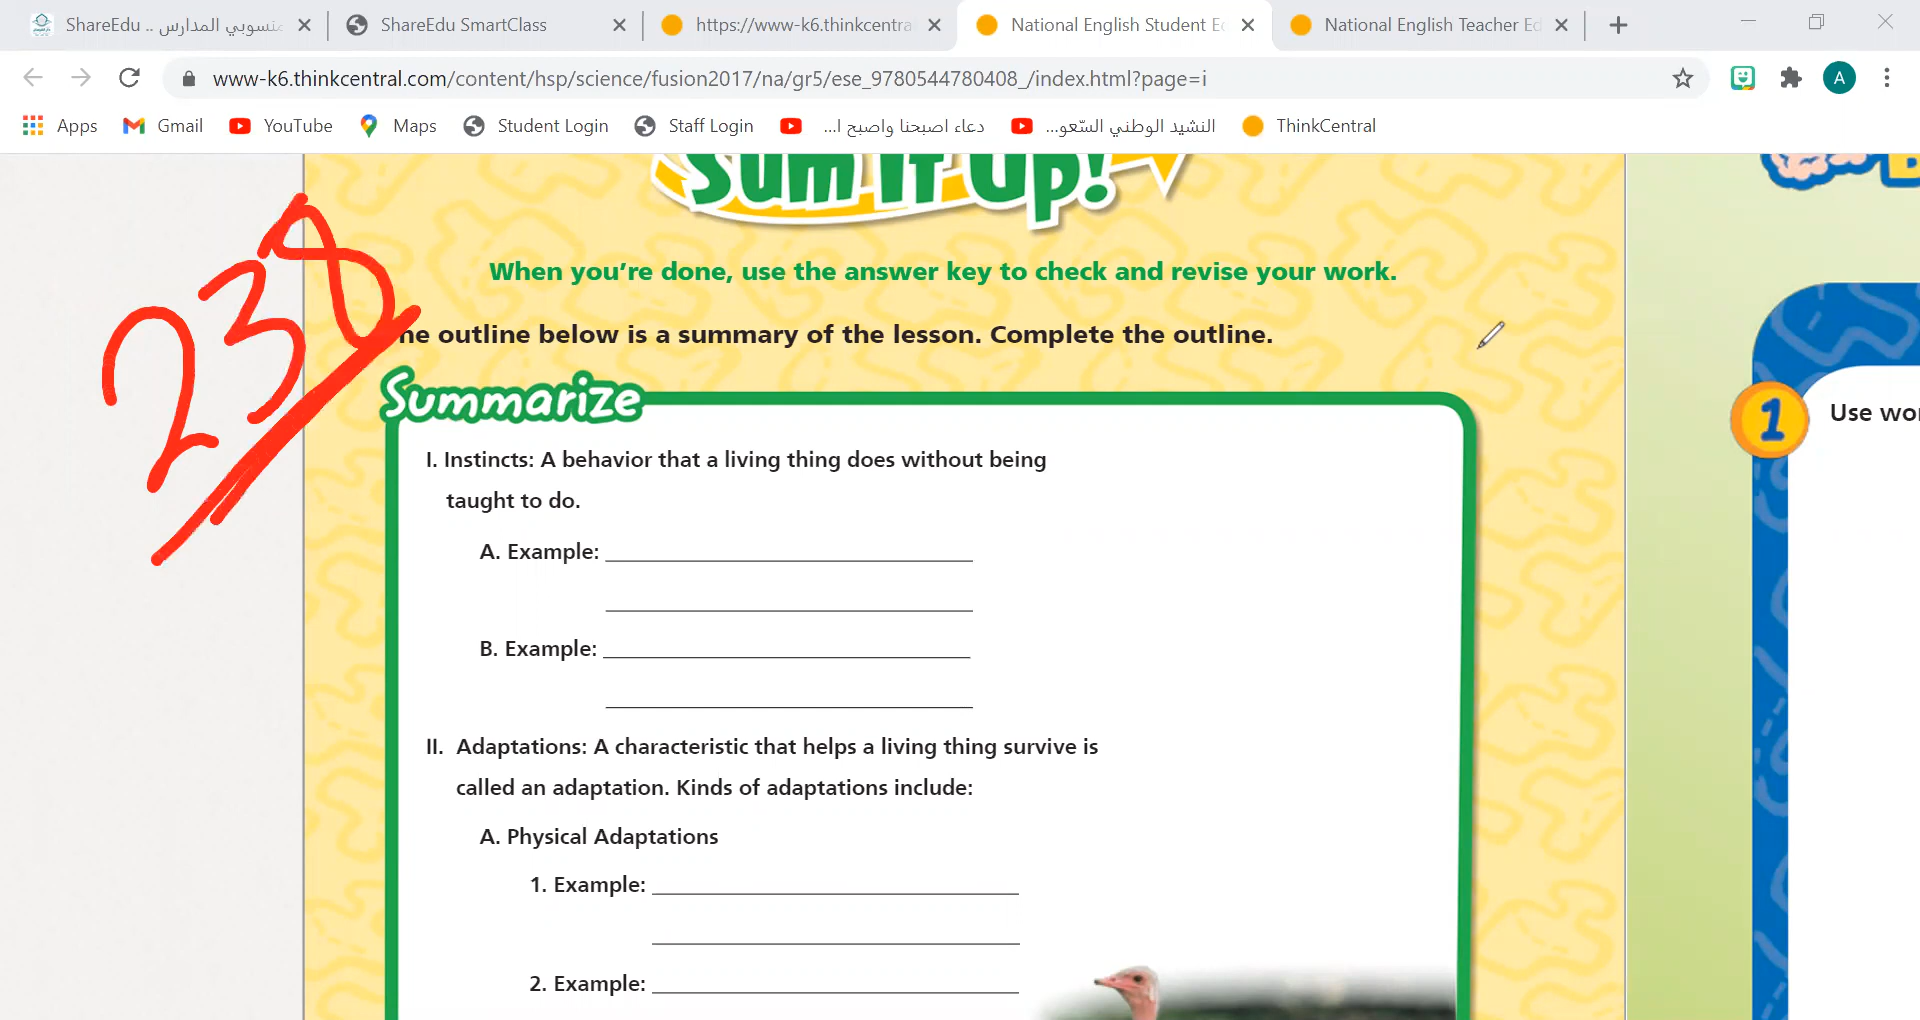 ShareEdu .. منسوبي المدارس
ShareEdu SmartClass
https://www-k6.thinkcentra
National English Student Ed
National English Teacher Ed
www-k6.thinkcentral.com/content/hsp/science/fusion2017/na/gr5/ese_9780544780408_/index.html?page=i
A
Apps
Gmail
YouTube
Maps
Student Login
Staff Login
دعاء اصبحنا واصبح ا...
النشيد الوطني السّعو...
ThinkCentral
Sum It Up!
238
When you're done, use the answer key to check and revise your work.
he outline below is a summary of the lesson. Complete the outline.
Summarize
I. Instincts: A behavior that a living thing does without being
taught to do.
A. Example:
B. Example:
II. Adaptations: A characteristic that helps a living thing survive is
called an adaptation. Kinds of adaptations include:
A. Physical Adaptations
1. Example:
2. Example:
1
Use wor